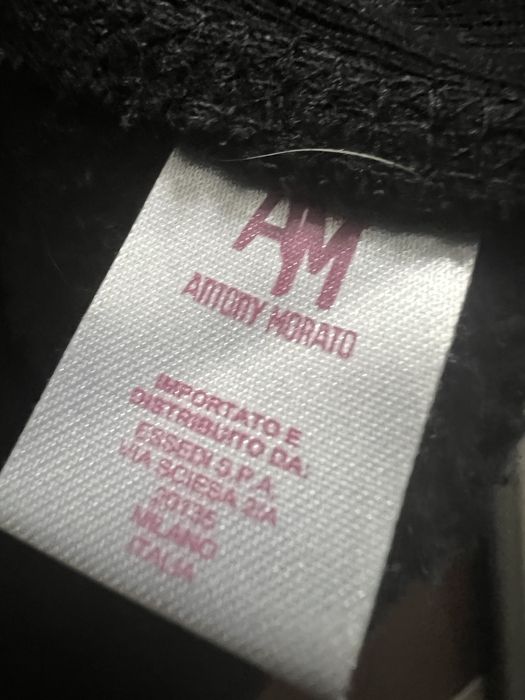 AM
ANTONY MORATO
IMPORTATO E
DISTRIBUITO DA:
ESSEDI S.P.A.
VIA SCIESA 2/A
20135
MILANO
ITALIA